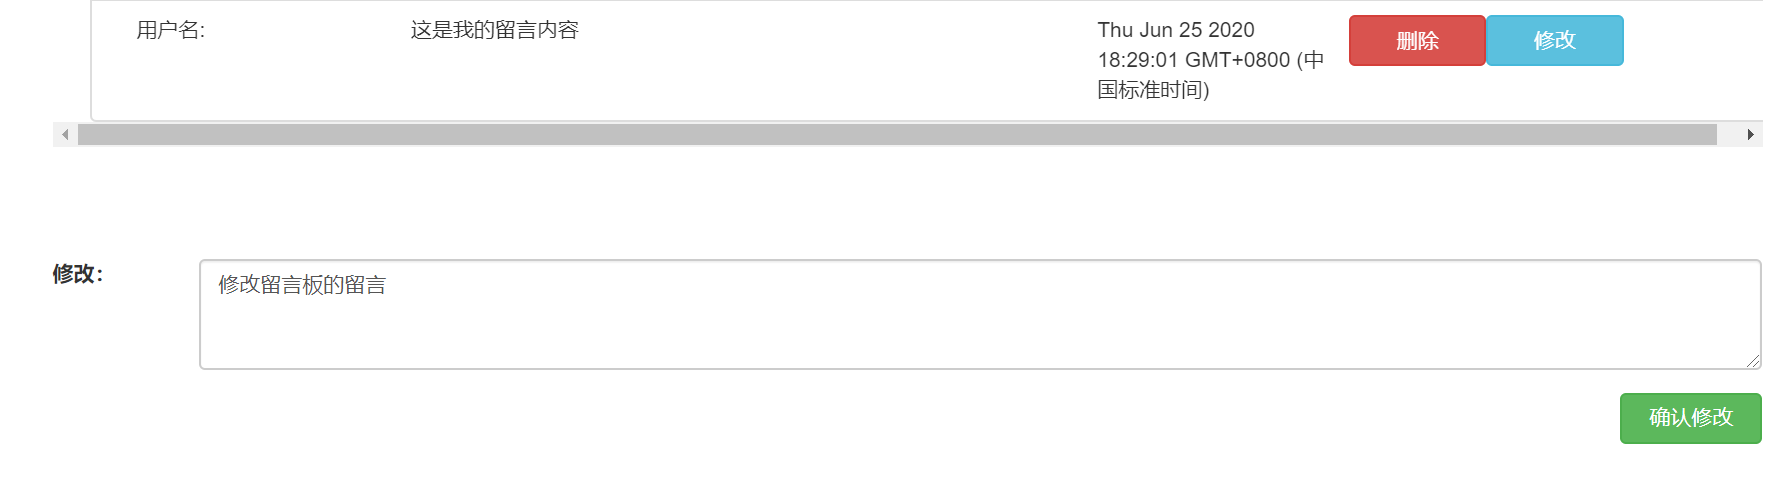 用户名:
这是我的留言内容
Thu Jun 25 2020
18:29:01 GMT+0800 (中
国标准时间)
删除
修改
修改：
修改留言板的留言
确认修改